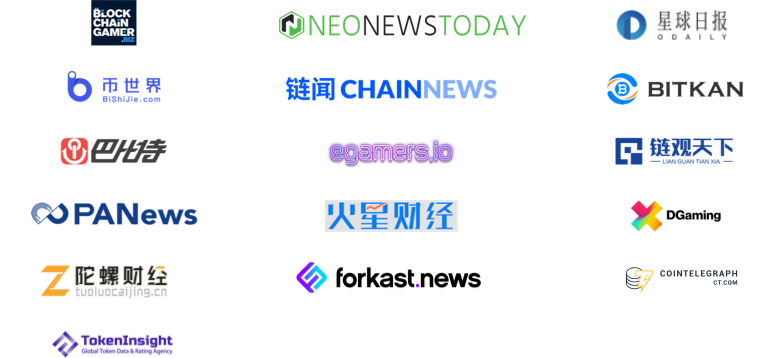 BLOCK
CHAIN
GAMER
.BIZ
NEONEWSTODAY
星球日报
ODAILY
币世界
BiShiJie.com
链闻 CHAINNEWS
BITKAN
巴比特
egamers.io
链观天下
LIAN GUAN TIAN XIA
PANews
火星财经
DGaming
陀螺财经
tuoluocaijing.cn
forkast.news
COINTELEGRAPH
CT.COM
TokenInsight
Global Token Data & Rating Agency